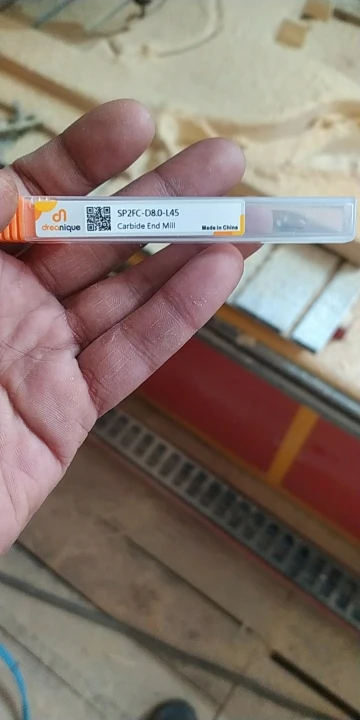 dreanique
SP2FC-D8.0-L45
Carbide End Mill
Made in China